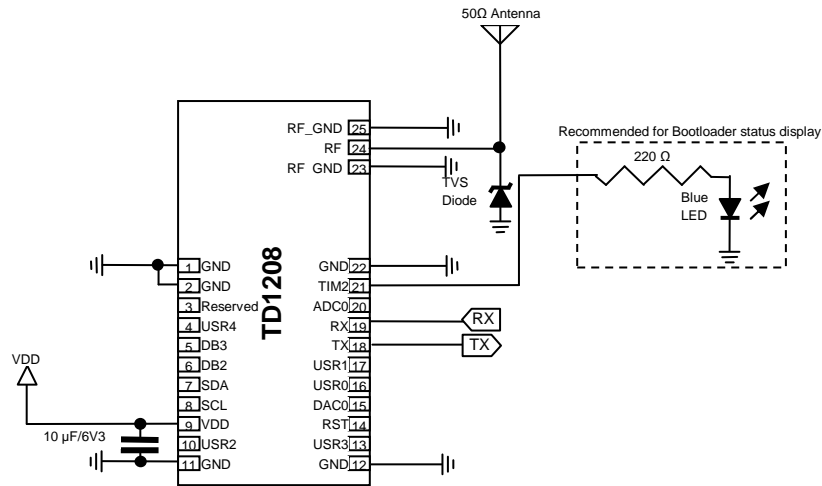 50Ω Antenna
RF_GND 25
RF 24
RF GND 23
Recommended for Bootloader status display
220 Ω
TVS
Diode
Blue
LED
TD1208
1 GND
2 GND
3 Reserved
4 USR4
5 DB3
6 DB2
7 SDA
8 SCL
9 VDD
10 USR2
11 GND
GND 22
TIM2 21
ADC0 20
RX 19
TX 18
USR1 17
USR0 16
DAC0 15
RST 14
USR3 13
GND 12
RX
TX
VDD
10 µF/6V3